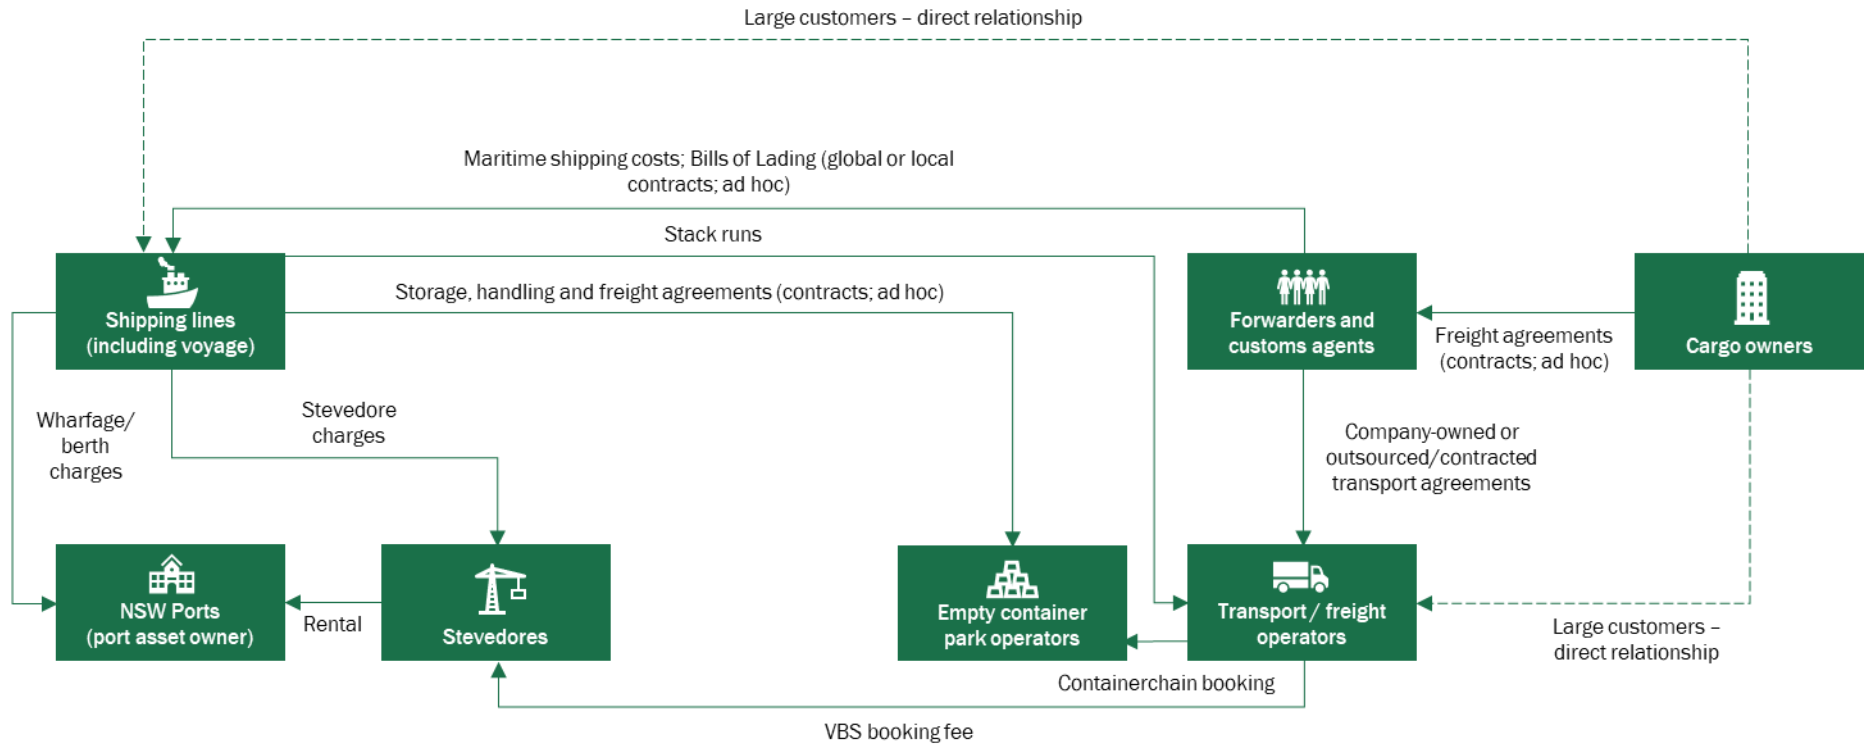 Large customers – direct relationship
Maritime shipping costs; Bills of Lading (global or local
contracts; ad hoc)
Stack runs
Storage, handling and freight agreements (contracts; ad hoc)
Shipping lines
(including voyage)
Forwarders and
customs agents
Freight agreements
(contracts; ad hoc)
Cargo owners
Wharfage/
berth
charges
Stevedore
charges
Company-owned or
outsourced/contracted
transport agreements
NSW Ports
(port asset owner)
Rental
Stevedores
Empty container
park operators
Transport / freight
operators
Large customers –
direct relationship
Containerchain booking
VBS booking fee